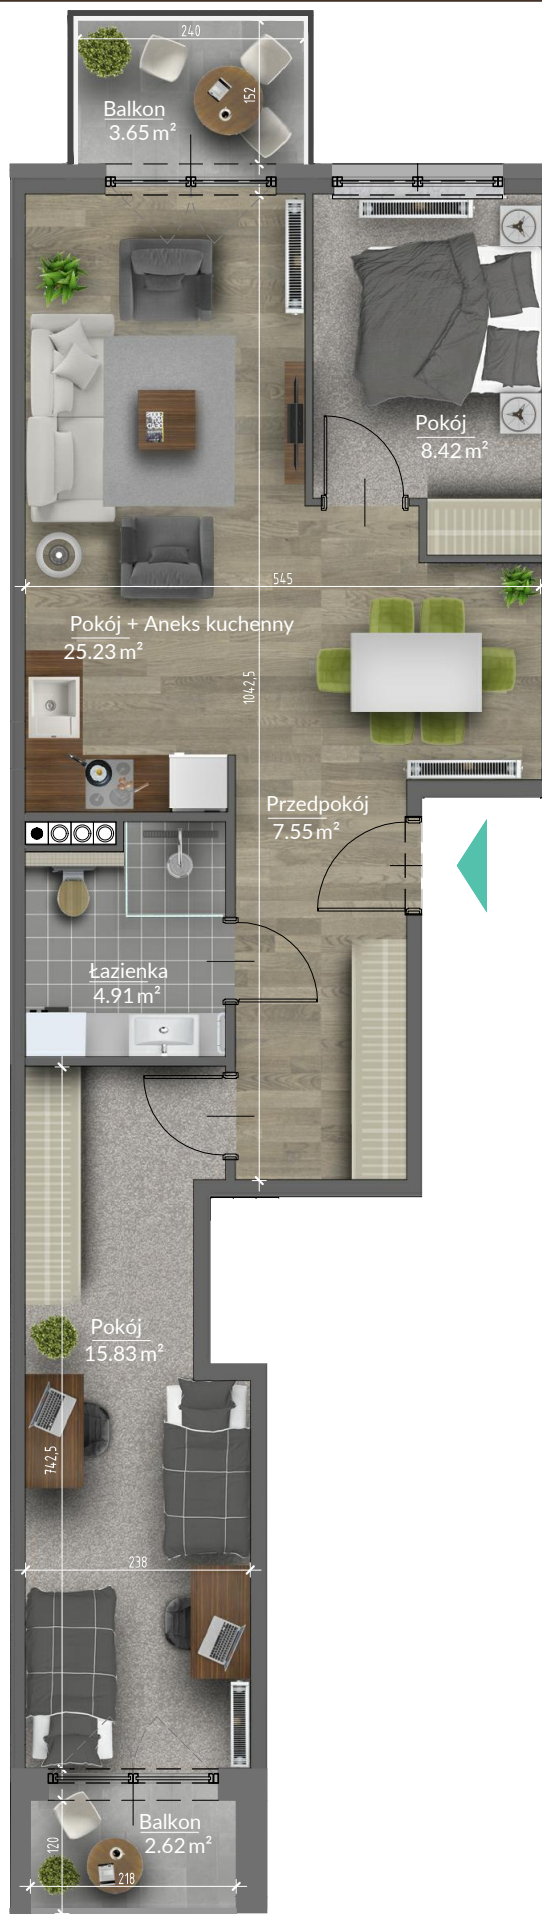 240
152
Balkon
3.65 m²
Pokój
8.42 m²
545
Pokój + Aneks kuchenny
25.23 m²
1042,5
Przedpokój
7.55 m²
Łazienka
4.91 m²
Pokój
15.83 m²
742,5
238
Balkon
2.62 m²
120
218